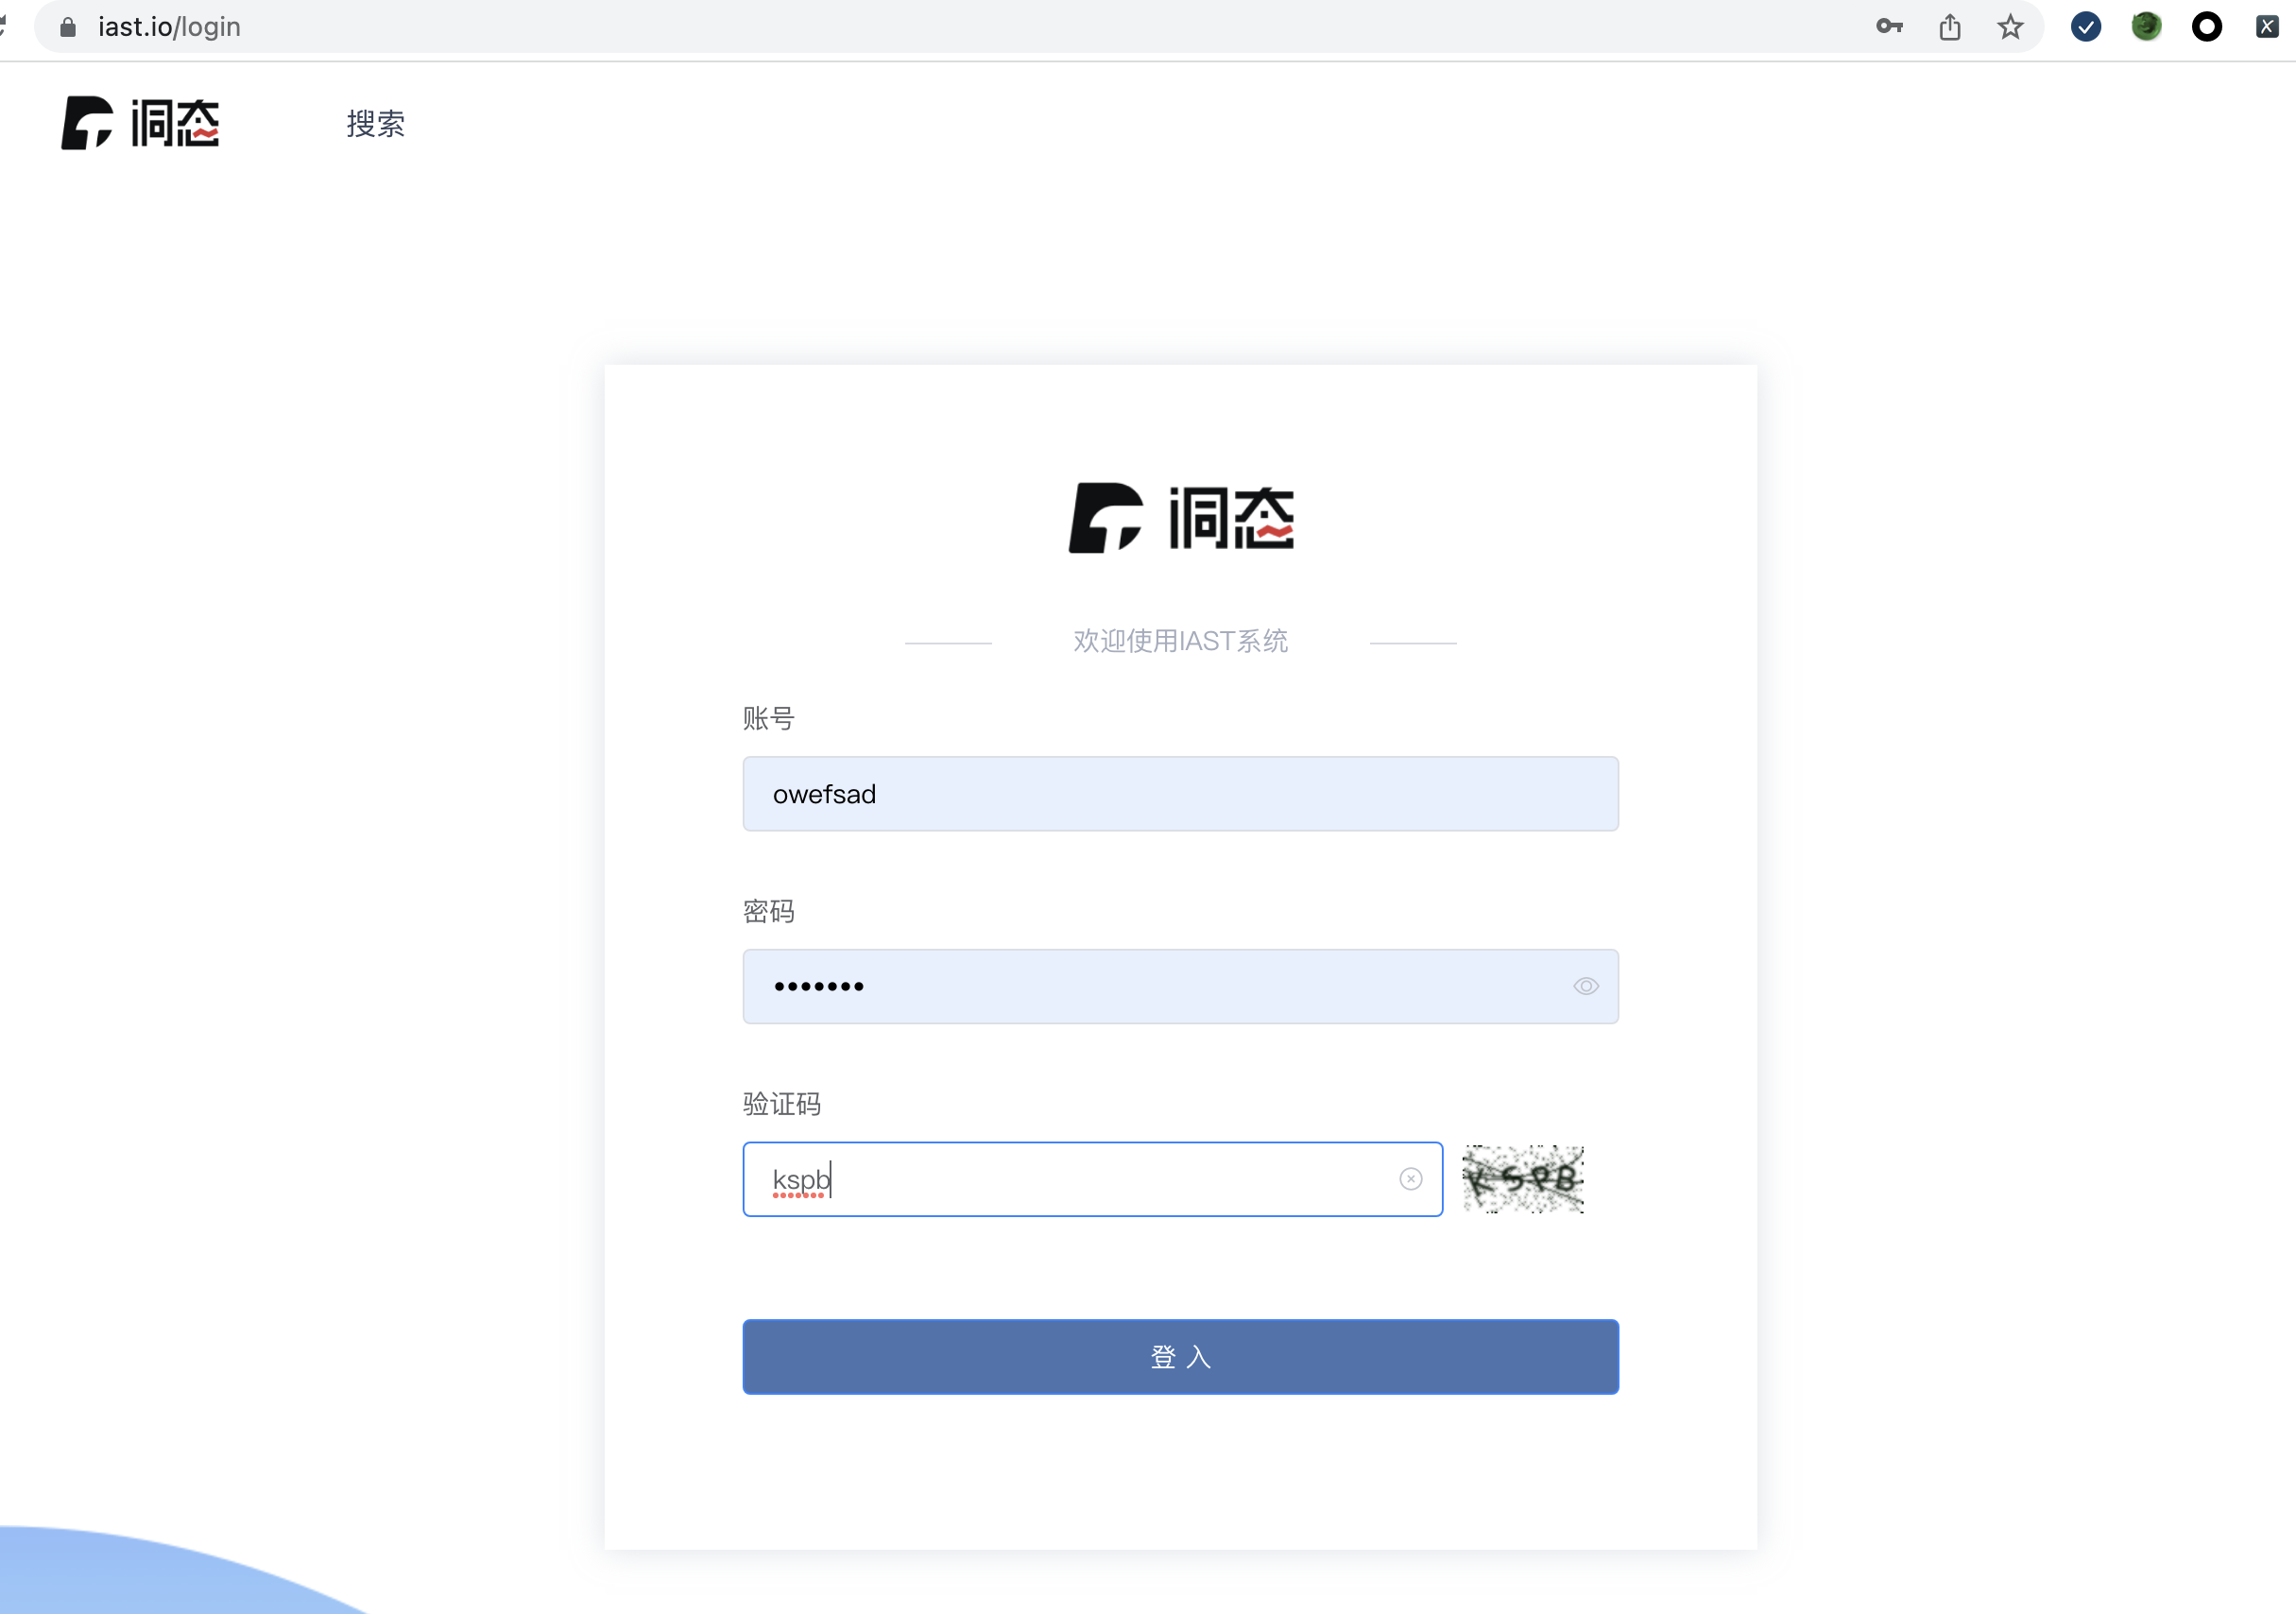 iast.io/login
洞态
搜索
洞态
欢迎使用IAST系统
账号
owefsad
密码
•••••••
验证码
kspb
KSPB
登 入